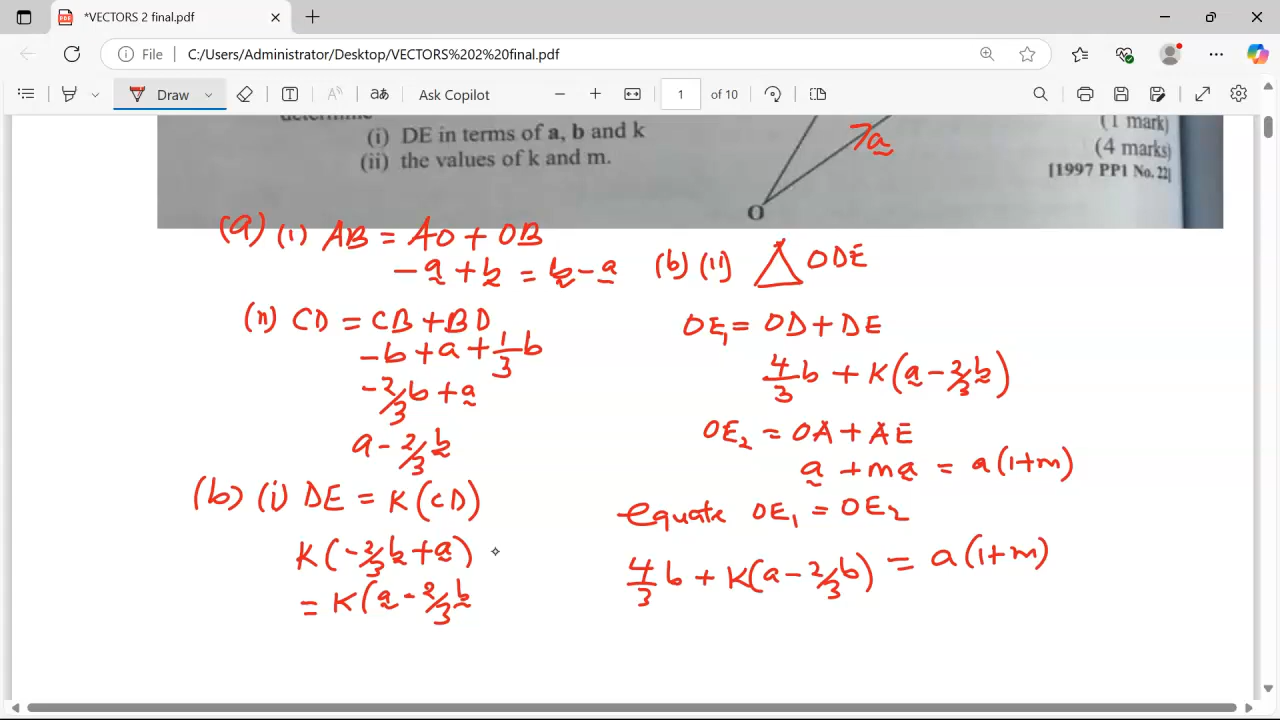 *VECTORS 2 final.pdf
File C:/Users/Administrator/Desktop/VECTORS%202%20final.pdf
Draw Ask Copilot 1 of 10
determine
(i) DE in terms of a, b and k
(ii) the values of k and m.
(1 mark)
(4 marks)
[1997 PP1 No. 22]
7a
O
(a) (i) AB = AO + OB
-a + b = b - a
(ii) CD = CB + BD
-b + a + 1/3 b
-2/3 b + a
a - 2/3 b
(b) (i) DE = K(CD)
K(-2/3 b + a)
= K(a - 2/3 b
(b) (ii) △ ODE
OE₁ = OD + DE
4/3 b + K(a - 2/3 b)
OE₂ = OA + AE
a + ma = a(1+m)
equate OE₁ = OE₂
4/3 b + K(a - 2/3 b) = a(1+m)